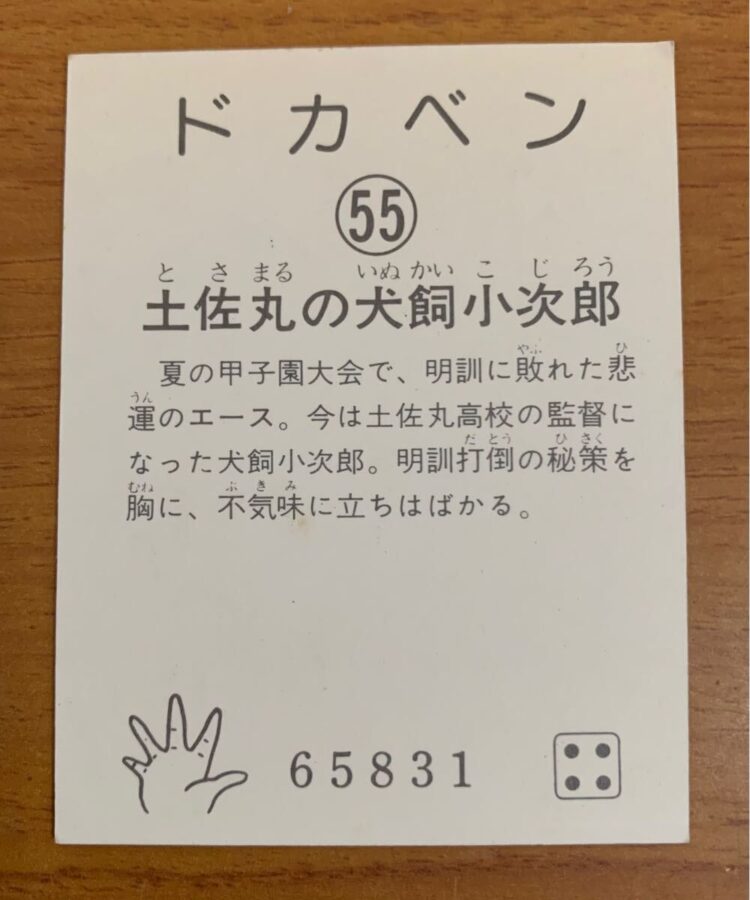 ドカベン
55
とさまる いぬかいこじろう
土佐丸の犬飼小次郎
やぶ ひ
夏の甲子園大会で、明訓に敗れた悲
うん
運のエース。今は土佐丸高校の監督に
だとう ひさく
なった犬飼小次郎。明訓打倒の秘策を
むね ぶきみ
胸に、不気味に立ちはばかる。
65831